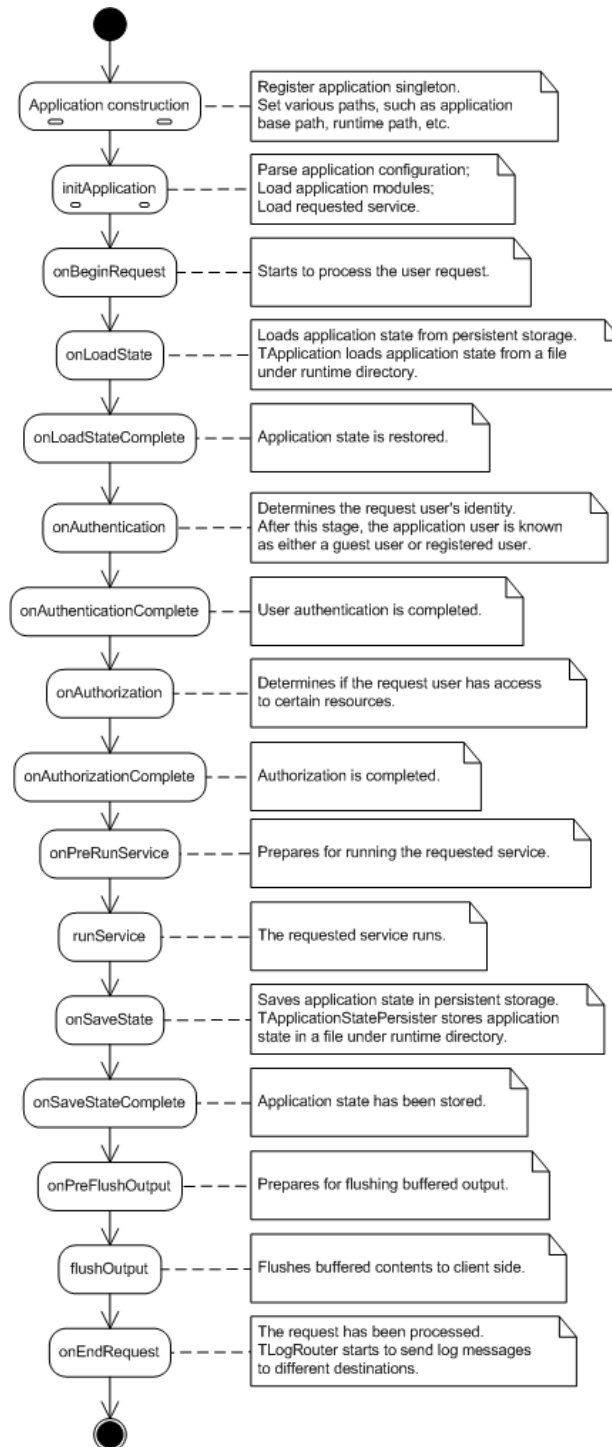 Application construction
Register application singleton.
Set various paths, such as application
base path, runtime path, etc.
initApplication
Parse application configuration;
Load application modules;
Load requested service.
onBeginRequest
Starts to process the user request.
onLoadState
Loads application state from persistent storage.
TApplication loads application state from a file
under runtime directory.
onLoadStateComplete
Application state is restored.
onAuthentication
Determines the request user's identity.
After this stage, the application user is known
as either a guest user or registered user.
onAuthenticationComplete
User authentication is completed.
onAuthorization
Determines if the request user has access
to certain resources.
onAuthorizationComplete
Authorization is completed.
onPreRunService
Prepares for running the requested service.
runService
The requested service runs.
onSaveState
Saves application state in persistent storage.
TApplicationStatePersister stores application
state in a file under runtime directory.
onSaveStateComplete
Application state has been stored.
onPreFlushOutput
Prepares for flushing buffered output.
flushOutput
Flushes buffered contents to client side.
onEndRequest
The request has been processed.
TLogRouter starts to send log messages
to different destinations.